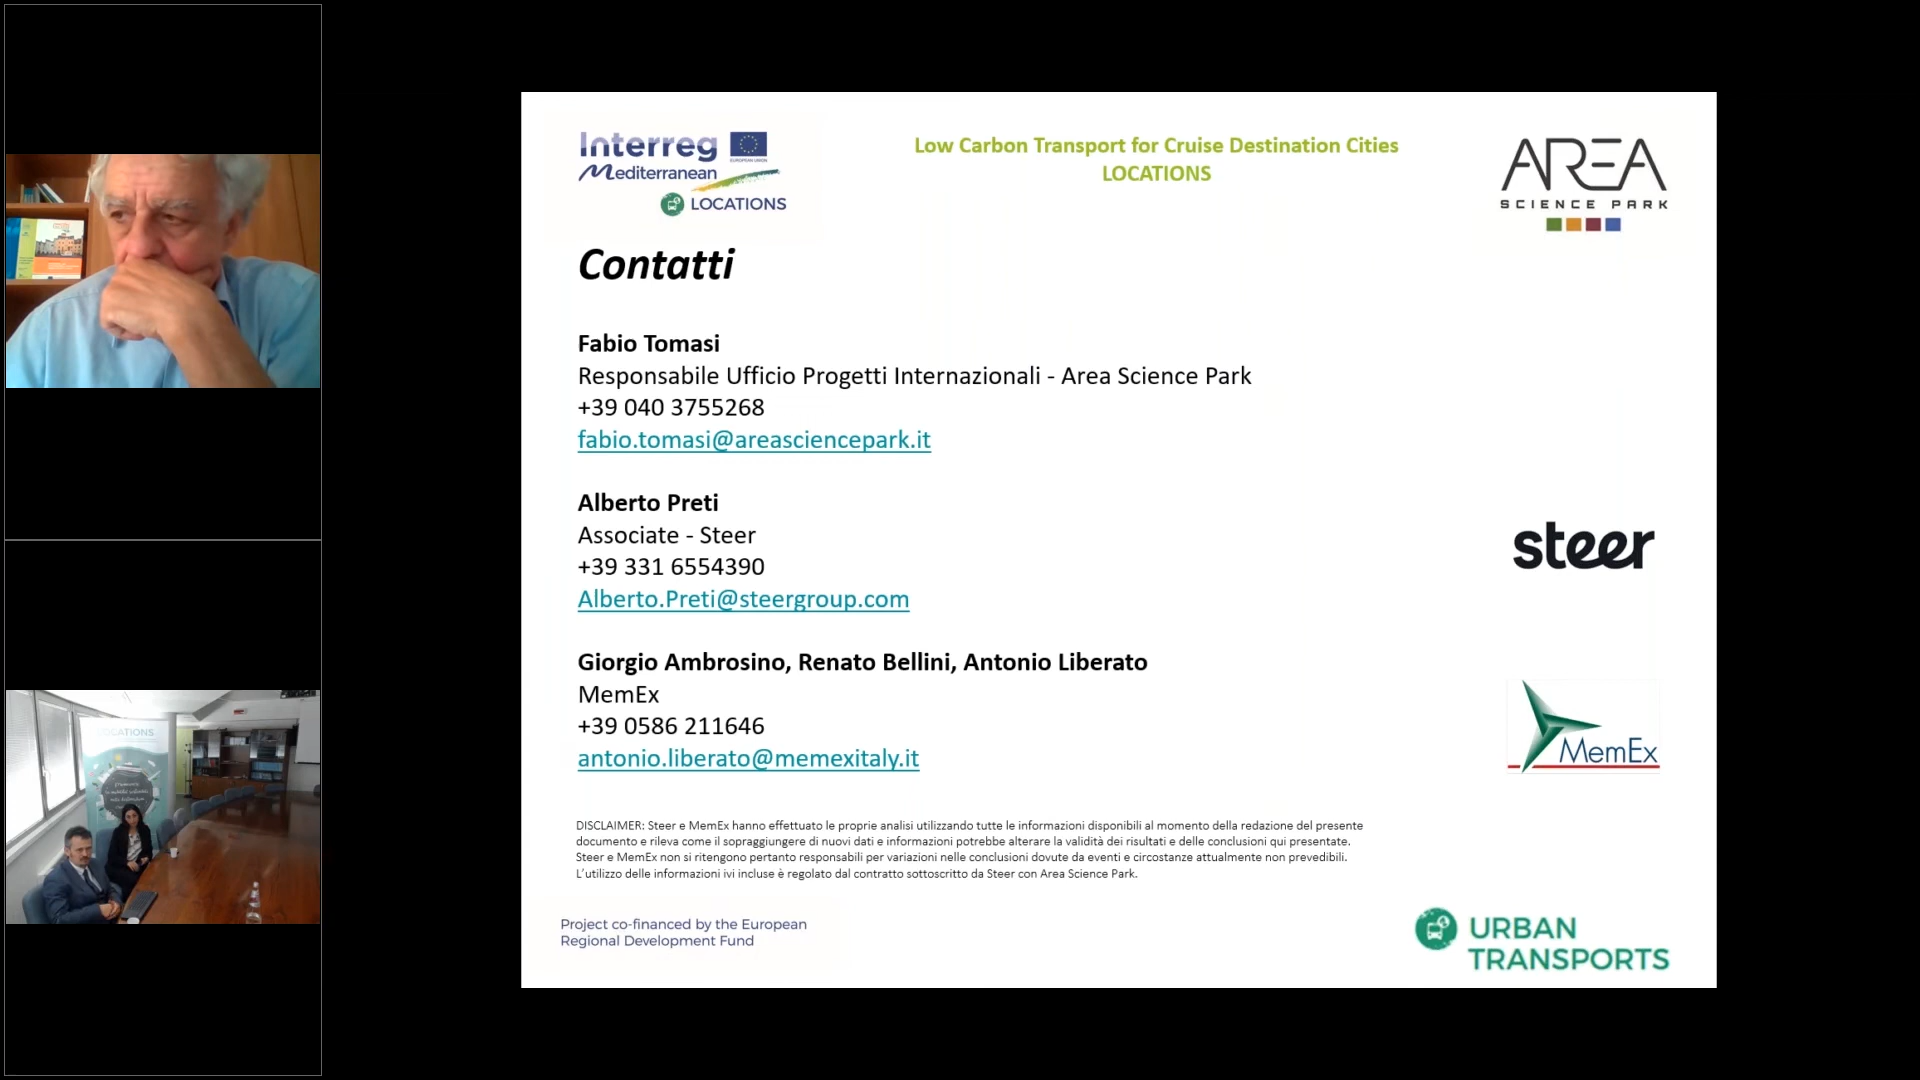 Interreg
EUROPEAN UNION
Mediterranean
LOCATIONS
Low Carbon Transport for Cruise Destination Cities
LOCATIONS
AREA
SCIENCE PARK
Contatti
Fabio Tomasi
Responsabile Ufficio Progetti Internazionali - Area Science Park
+39 040 3755268
fabio.tomasi@areasciencepark.it
Alberto Preti
Associate - Steer
+39 331 6554390
Alberto.Preti@steergroup.com
steer
Giorgio Ambrosino, Renato Bellini, Antonio Liberato
MemEx
+39 0586 211646
antonio.liberato@memexitaly.it
MemEx
DISCLAIMER: Steer e MemEx hanno effettuato le proprie analisi utilizzando tutte le informazioni disponibili al momento della redazione del presente
documento e rileva come il sopraggiungere di nuovi dati e informazioni potrebbe alterare la validità dei risultati e delle conclusioni qui presentate.
Steer e MemEx non si ritengono pertanto responsabili per variazioni nelle conclusioni dovute da eventi e circostanze attualmente non prevedibili.
L’utilizzo delle informazioni ivi incluse è regolato dal contratto sottoscritto da Steer con Area Science Park.
Project co-financed by the European
Regional Development Fund
URBAN
TRANSPORTS
LOCATIONS